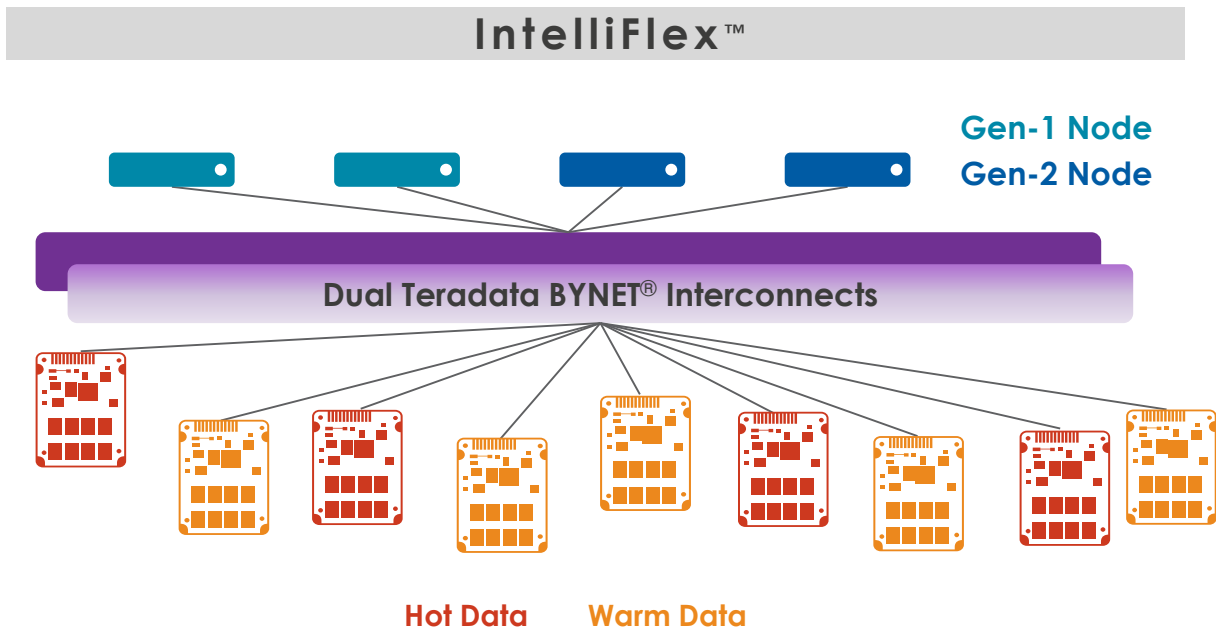 IntelliFlex™
Gen-1 Node
Gen-2 Node
Dual Teradata BYNET® Interconnects
Hot Data Warm Data